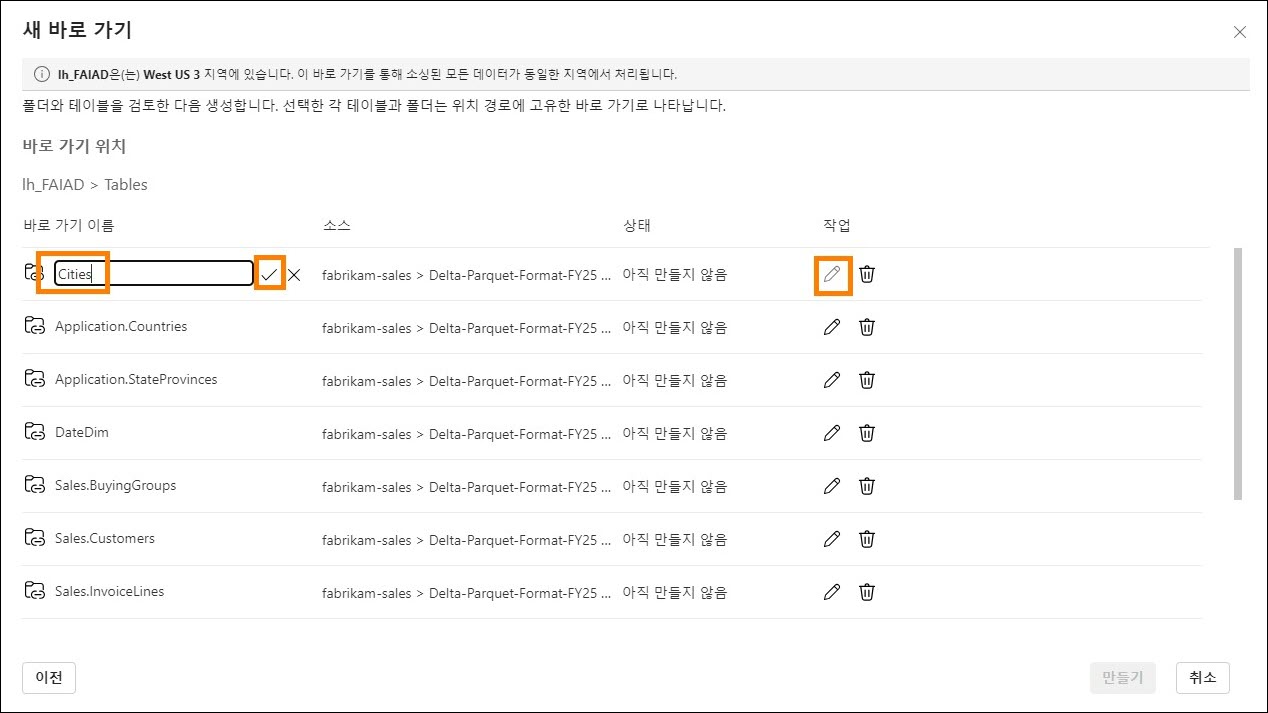 새 바로 가기
lh_FAIAD은(는) West US 3 지역에 있습니다. 이 바로 가기를 통해 소싱된 모든 데이터가 동일한 지역에서 처리됩니다.
폴더와 테이블을 검토한 다음 생성합니다. 선택한 각 테이블과 폴더는 위치 경로에 고유한 바로 가기로 나타납니다.
바로 가기 위치
lh_FAIAD > Tables
바로 가기 이름 소스 상태 작업
Cities fabrikam-sales > Delta-Parquet-Format-FY25 ... 아직 만들지 않음
Application.Countries fabrikam-sales > Delta-Parquet-Format-FY25 ... 아직 만들지 않음
Application.StateProvinces fabrikam-sales > Delta-Parquet-Format-FY25 ... 아직 만들지 않음
DateDim fabrikam-sales > Delta-Parquet-Format-FY25 ... 아직 만들지 않음
Sales.BuyingGroups fabrikam-sales > Delta-Parquet-Format-FY25 ... 아직 만들지 않음
Sales.Customers fabrikam-sales > Delta-Parquet-Format-FY25 ... 아직 만들지 않음
Sales.InvoiceLines fabrikam-sales > Delta-Parquet-Format-FY25 ... 아직 만들지 않음
이전 만들기 취소